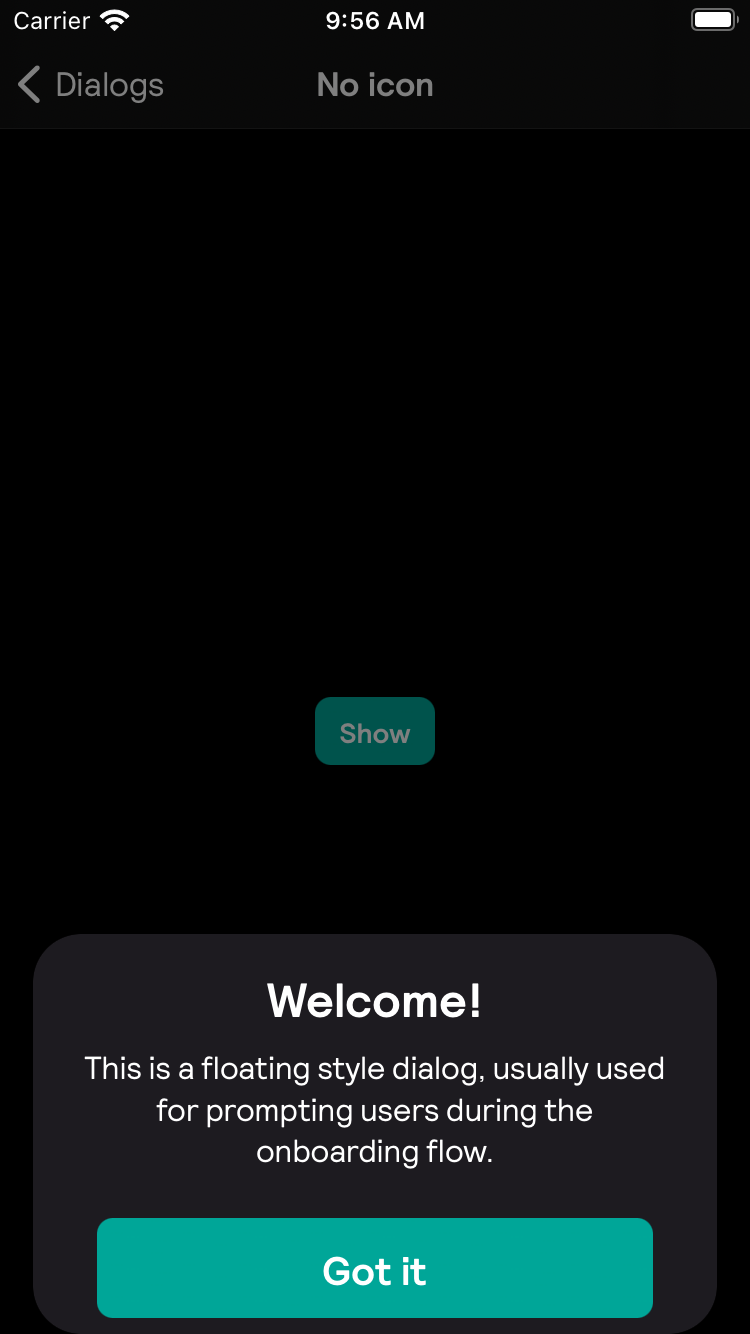 Carrier 9:56 AM
Dialogs No icon
Show
Welcome!
This is a floating style dialog, usually used
for prompting users during the
onboarding flow.
Got it